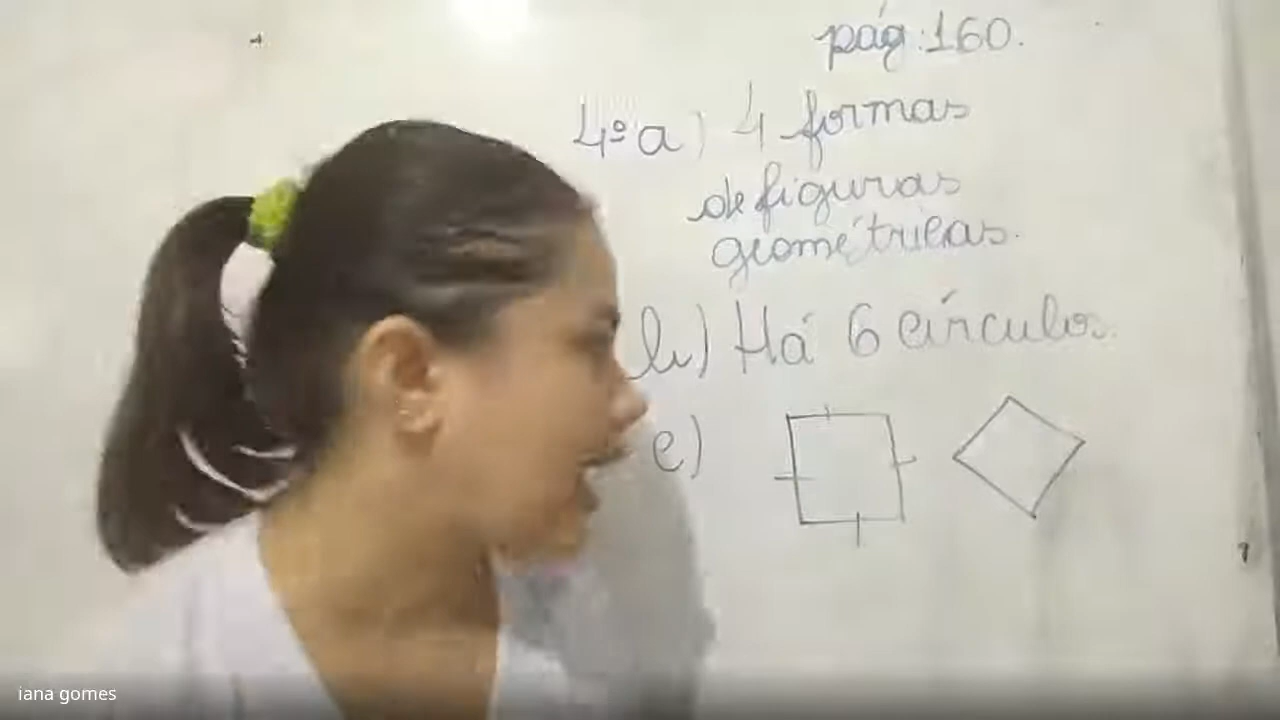 pág: 160.
4º a) 4 formas
de figuras
geométricas.
b) Há 6 círculos.
c)
iana gomes